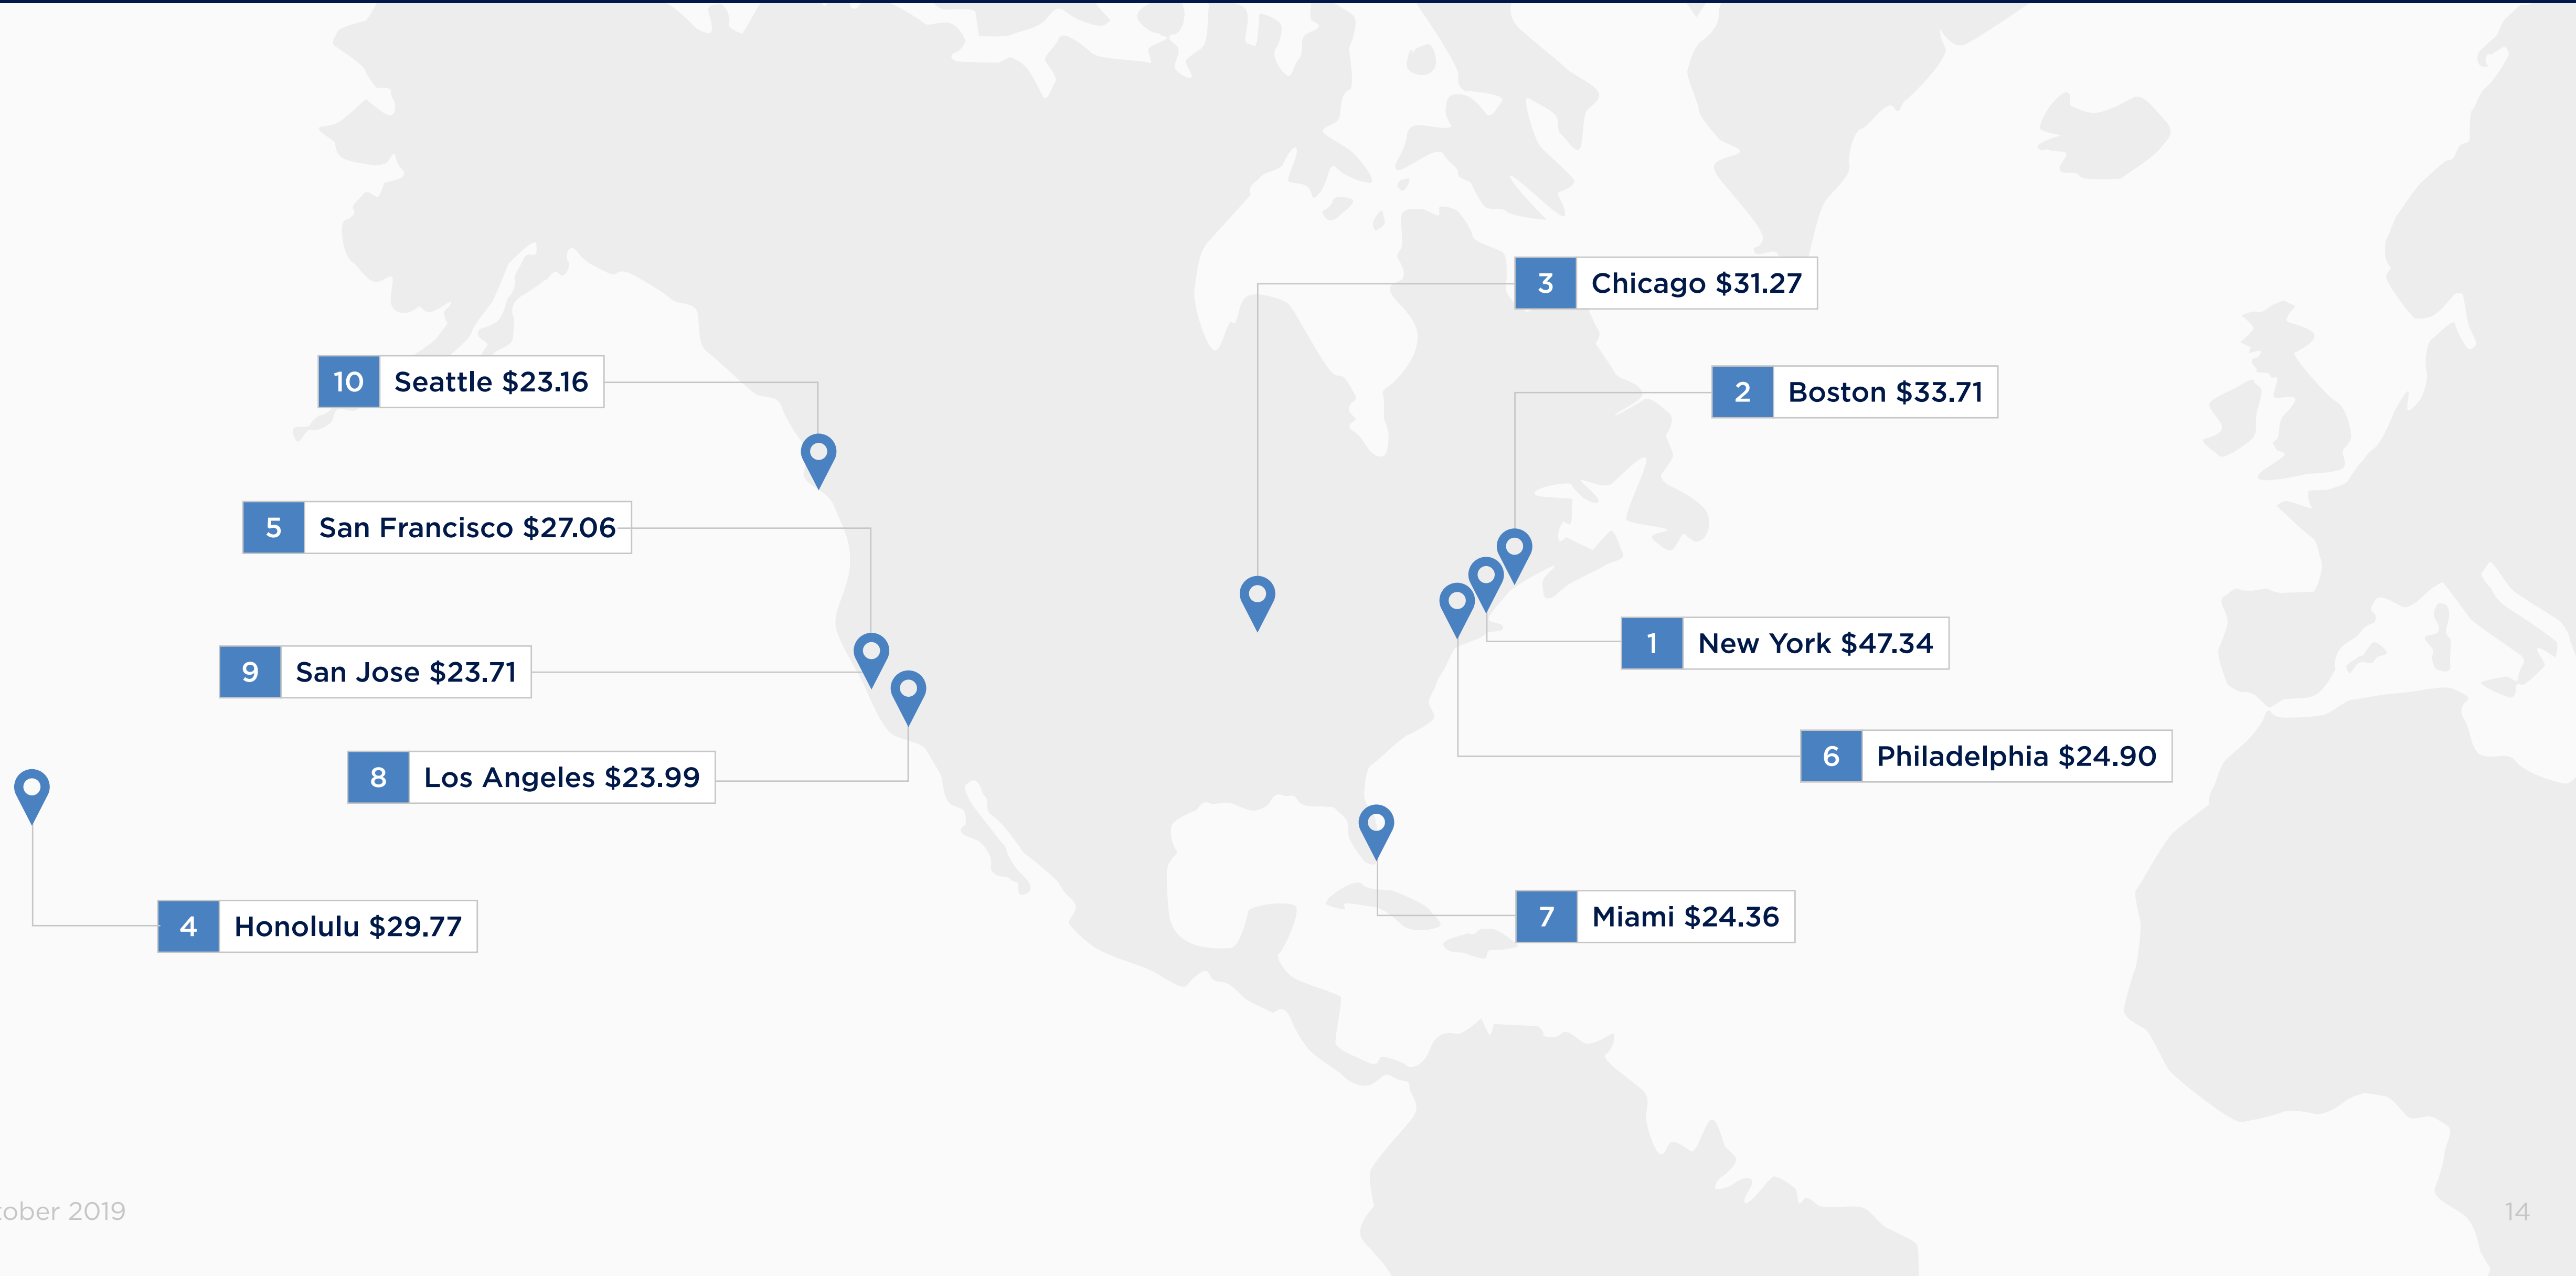 3 Chicago $31.27
10 Seattle $23.16
2 Boston $33.71
5 San Francisco $27.06
1 New York $47.34
9 San Jose $23.71
6 Philadelphia $24.90
8 Los Angeles $23.99
7 Miami $24.36
4 Honolulu $29.77
tober 2019
14